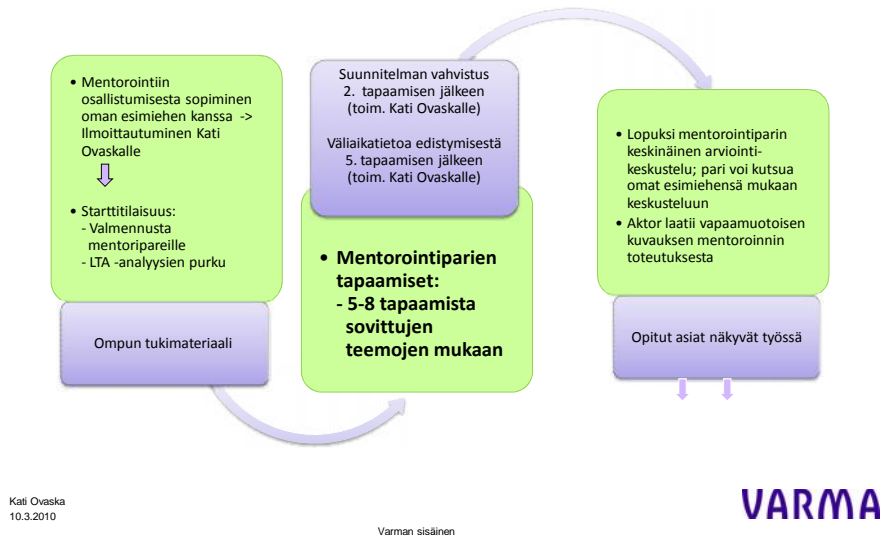 • Mentorointiin
osallistumisesta sopiminen
oman esimiehen kanssa ->
Ilmoittautuminen Kati
Ovaskalle
• Starttitilaisuus:
- Valmennusta
mentoripareille
- LTA -analyysien purku
Ompun tukimateriaali
Suunnitelman vahvistus
2. tapaamisen jälkeen
(toim. Kati Ovaskalle)
Väliaikatietoa edistymisestä
5. tapaamisen jälkeen
(toim. Kati Ovaskalle)
• Mentorointiparien
tapaamiset:
- 5-8 tapaamista
sovittujen
teemojen mukaan
• Lopuksi mentorointiparin
keskinäinen arviointi-
keskustelu; pari voi kutsua
omat esimiehensä mukaan
keskusteluun
• Aktor laatii vapaamuotoisen
kuvauksen mentoroinnin
toteutuksesta
Opitut asiat näkyvät työssä
Kati Ovaska
10.3.2010
Varman sisäinen
VARMA